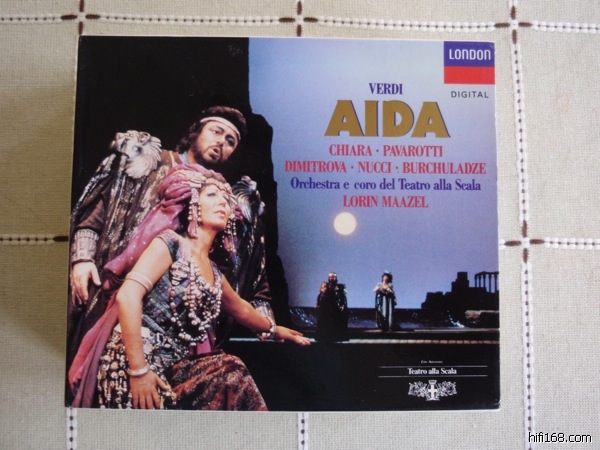 LONDON
DIGITAL
VERDI
AIDA
CHIARA · PAVAROTTI
DIMITROVA · NUCCI · BURCHULADZE
Orchestra e coro del Teatro alla Scala
LORIN MAAZEL
Teatro alla Scala
hifi168.com